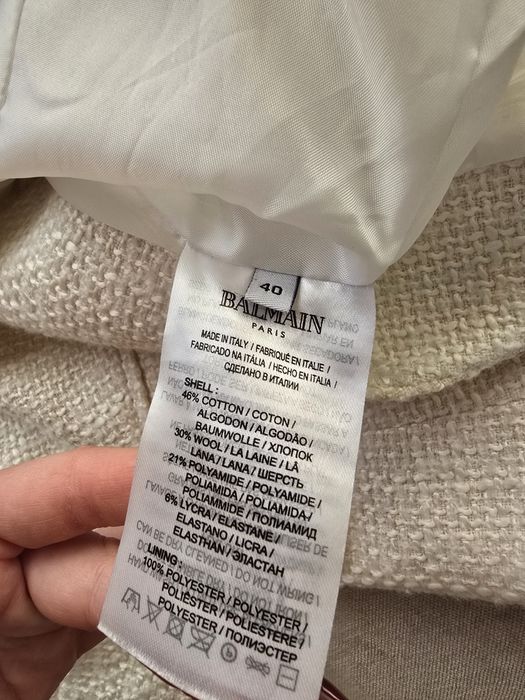 40
BALMAIN
PARIS
MADE IN ITALY / FABRIQUÉ EN ITALIE /
FABRICADO NA ITÁLIA / HECHO EN ITALIA /
СДЕЛАНО В ИТАЛИИ
SHELL :
46% COTTON / COTON /
ALGODON / ALGODÃO /
BAUMWOLLE / ХЛОПОК
30% WOOL / LA LAINE / LÃ
LANA / LANA / ШЕРСТЬ
21% POLYAMIDE / POLYAMIDE /
POLIAMIDA / POLIAMIDA /
POLIAMMIDE / ПОЛИАМИД
6% LYCRA / ELASTANE /
ELASTANO / LICRA /
ELASTHAN / ЭЛАСТАН
LINING :
100% POLYESTER / POLYESTER /
POLIÉSTER / POLIESTERE /
POLYESTER / ПОЛИЭСТЕР